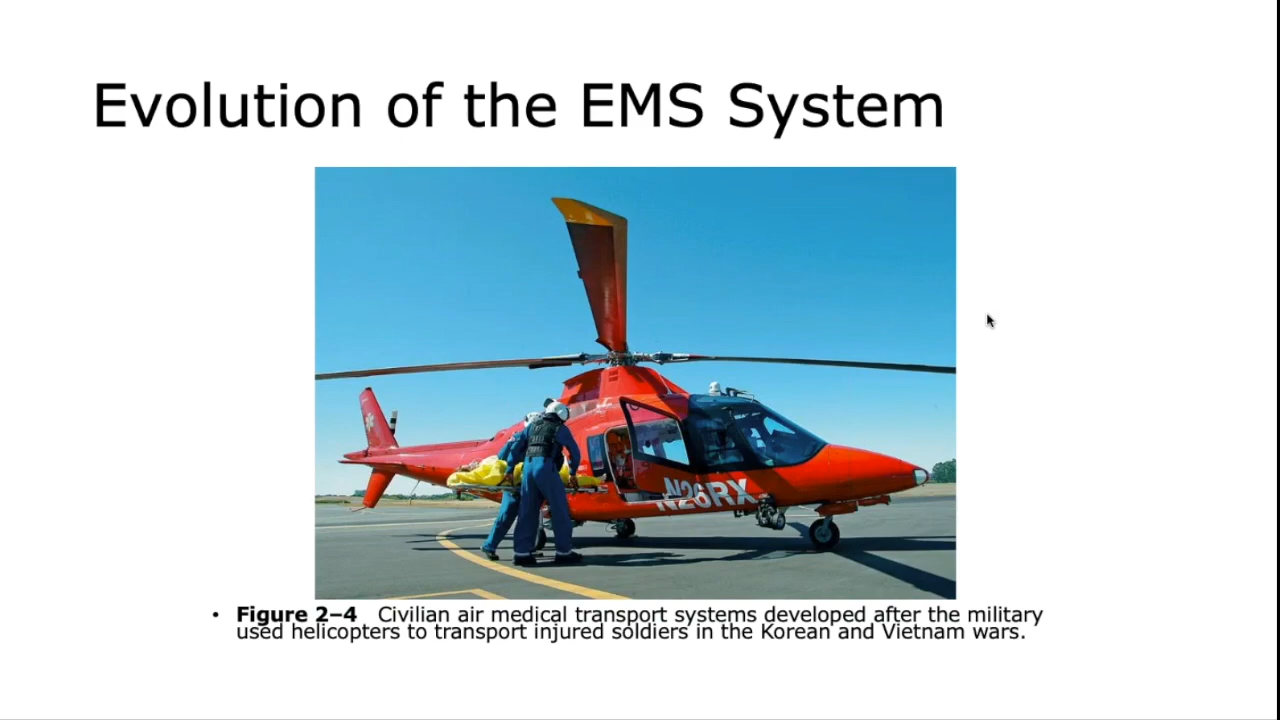 Evolution of the EMS System
N26RX
• Figure 2–4 Civilian air medical transport systems developed after the military
used helicopters to transport injured soldiers in the Korean and Vietnam wars.